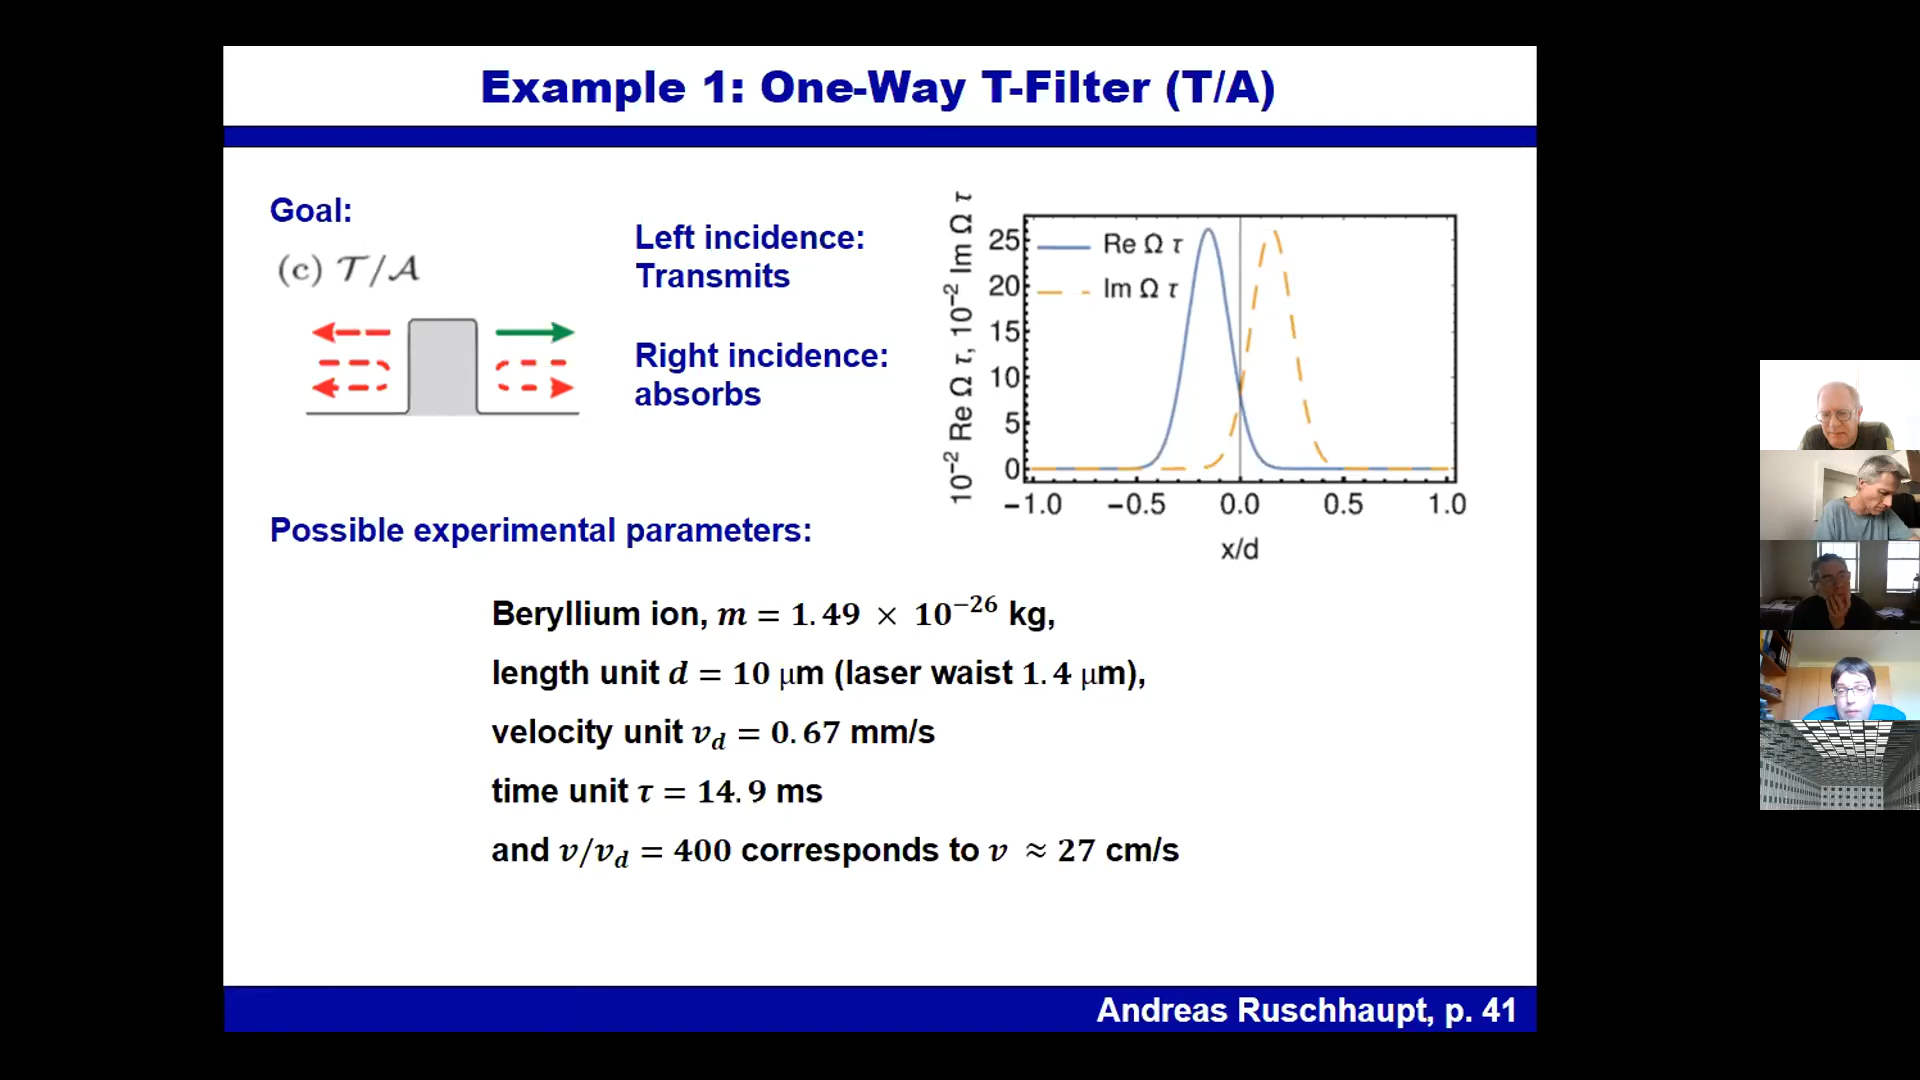 Example 1: One-Way T-Filter (T/A)
Goal:
(c) 𝒯/𝒜
Left incidence:
Transmits
Right incidence:
absorbs
10⁻² Re Ω τ, 10⁻² Im Ω τ
25
20
15
10
5
0
Re Ω τ
Im Ω τ
−1.0 −0.5 0.0 0.5 1.0
x/d
Possible experimental parameters:
Beryllium ion, m = 1.49 × 10⁻²⁶ kg,
length unit d = 10 μm (laser waist 1.4 μm),
velocity unit v_d = 0.67 mm/s
time unit τ = 14.9 ms
and v/v_d = 400 corresponds to v ≈ 27 cm/s
Andreas Ruschhaupt, p. 41